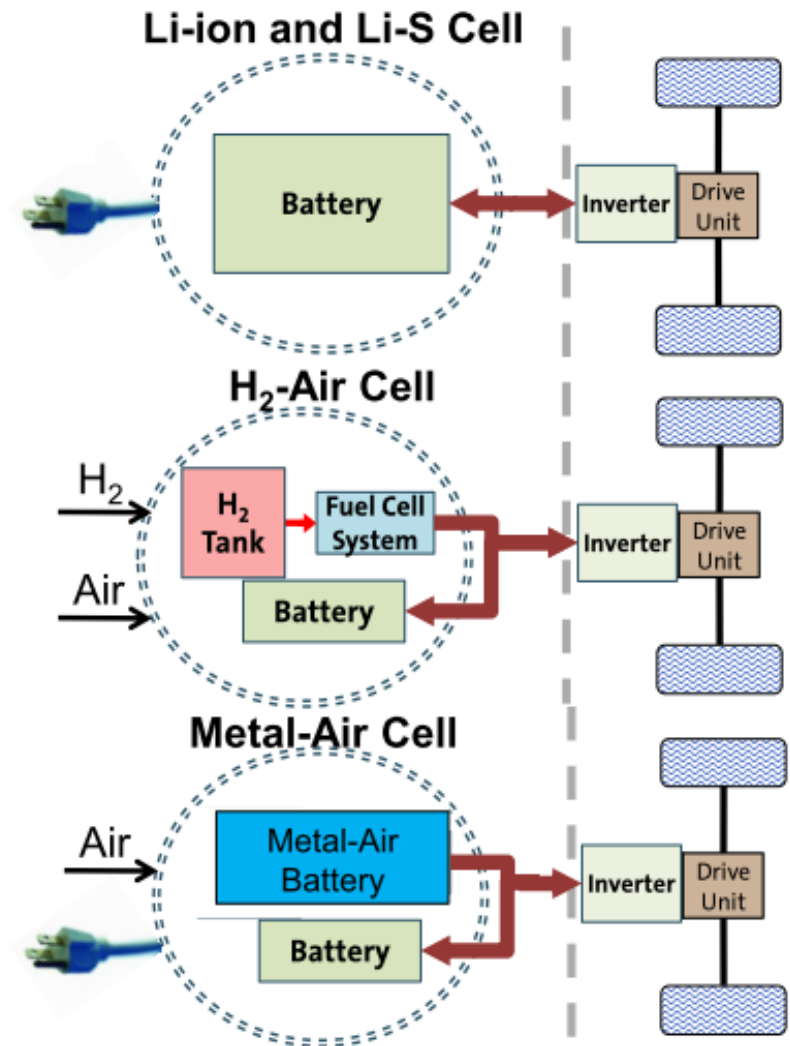 Li-ion and Li-S Cell
Battery
Inverter
Drive
Unit
H₂-Air Cell
H₂
Air
H₂
Tank
Fuel Cell
System
Battery
Inverter
Drive
Unit
Metal-Air Cell
Air
Metal-Air
Battery
Battery
Inverter
Drive
Unit